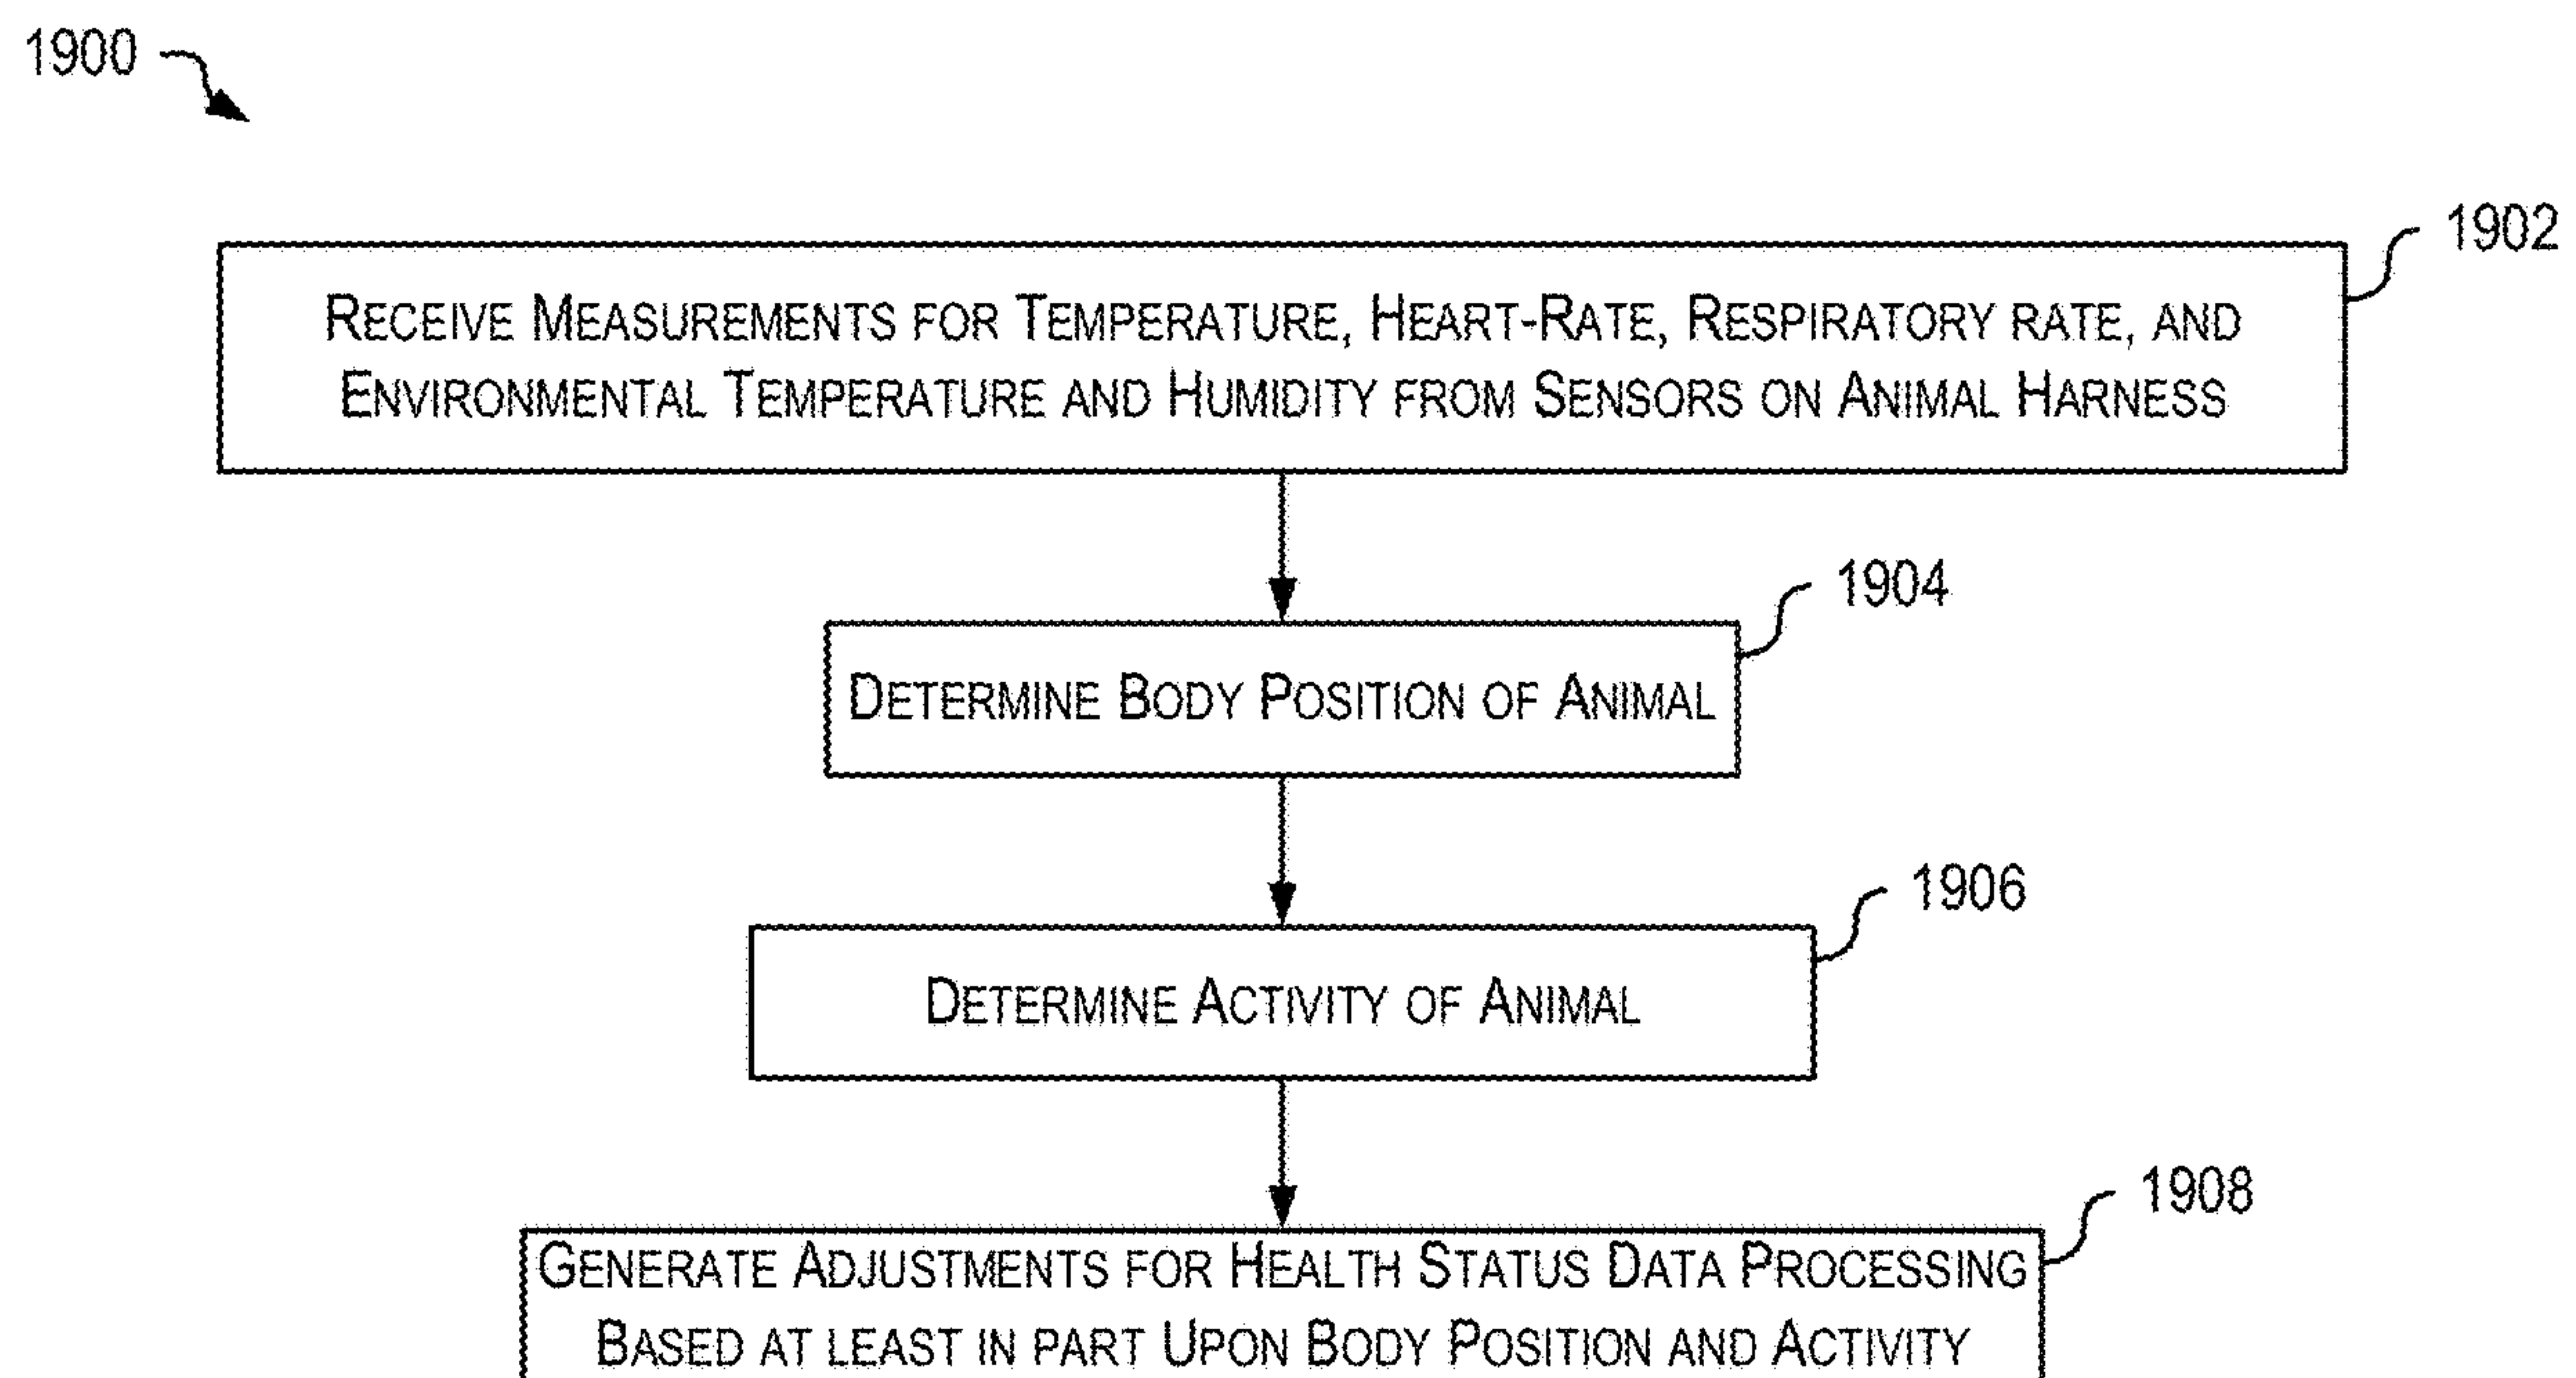 1900
1902
Receive Measurements for Temperature, Heart-Rate, Respiratory rate, and
Environmental Temperature and Humidity from Sensors on Animal Harness
1904
Determine Body Position of Animal
1906
Determine Activity of Animal
1908
Generate Adjustments for Health Status Data Processing
Based at least in part Upon Body Position and Activity